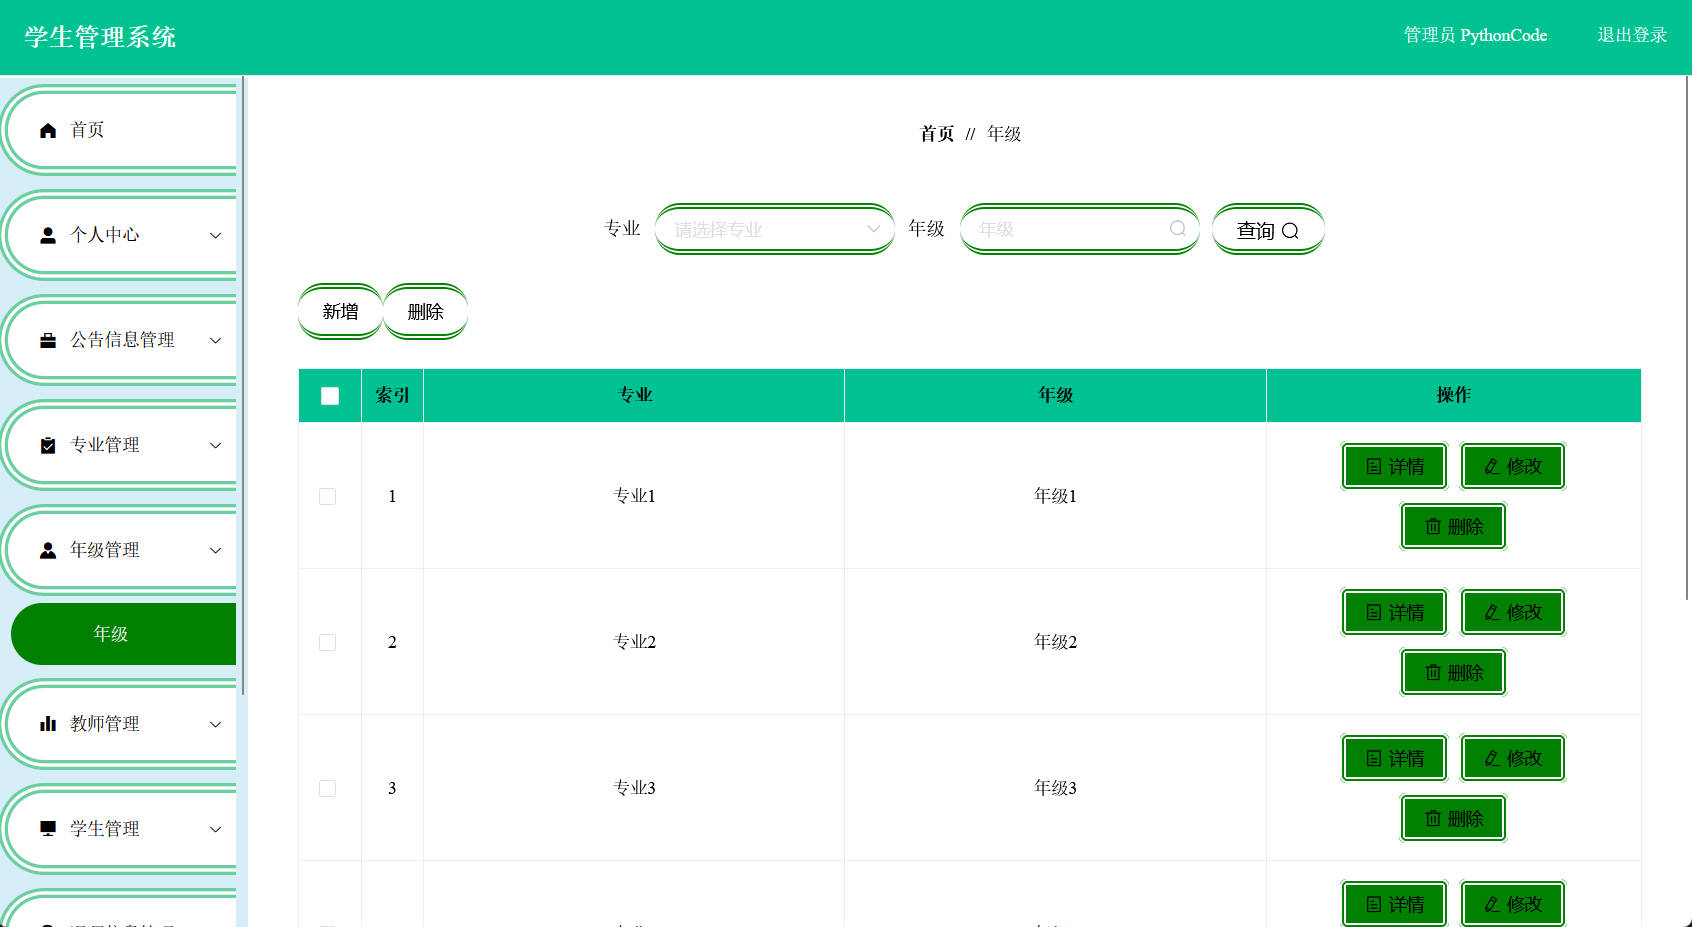 学生管理系统
管理员 PythonCode
退出登录
首页
个人中心
公告信息管理
专业管理
年级管理
年级
教师管理
学生管理
首页 // 年级
专业 请选择专业 年级 年级 查询
新增 删除
索引 专业 年级 操作
1 专业1 年级1 详情 修改
删除
2 专业2 年级2 详情 修改
删除
3 专业3 年级3 详情 修改
删除
详情 修改